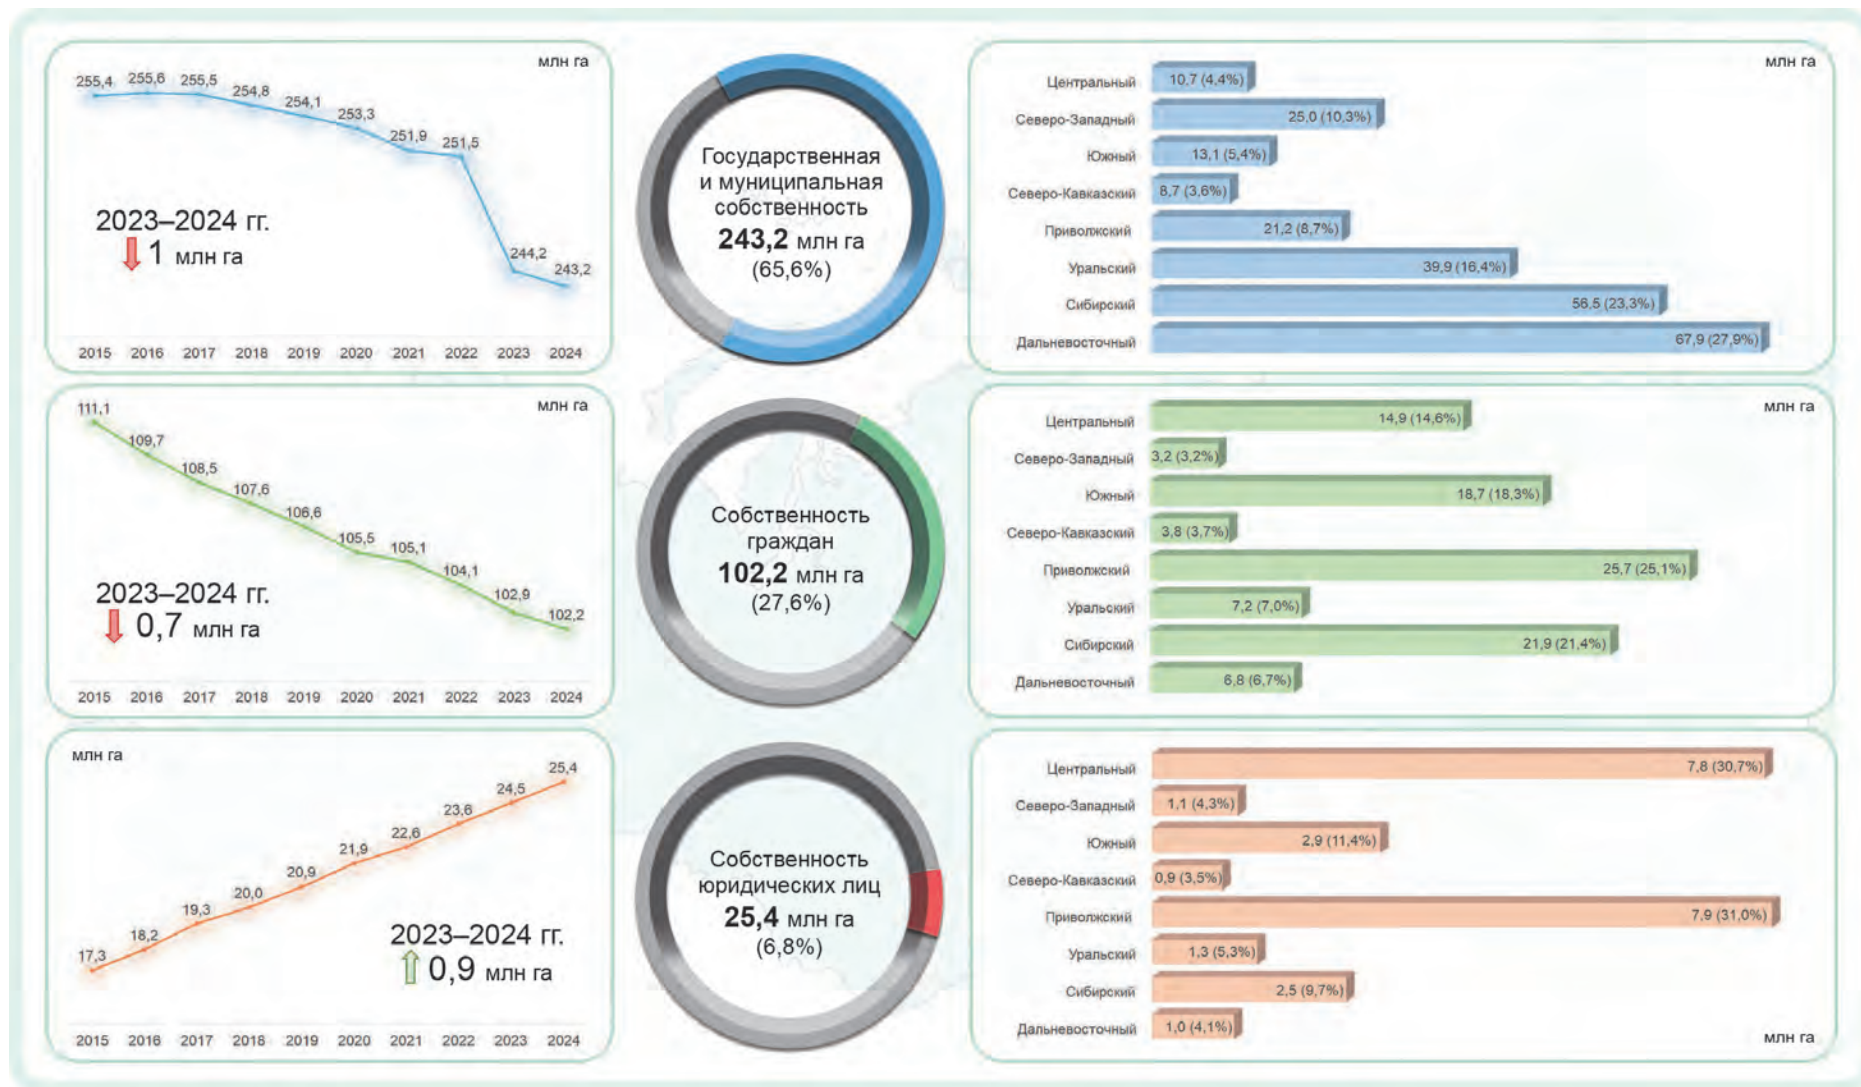 млн га
255,4 255,6 255,5 254,8 254,1 253,3 251,9 251,5 244,2 243,2
2023–2024 гг.
1 млн га
2015 2016 2017 2018 2019 2020 2021 2022 2023 2024
Государственная
и муниципальная
собственность
243,2 млн га
(65,6%)
млн га
Центральный 10,7 (4,4%)
Северо-Западный 25,0 (10,3%)
Южный 13,1 (5,4%)
Северо-Кавказский 8,7 (3,6%)
Приволжский 21,2 (8,7%)
Уральский 39,9 (16,4%)
Сибирский 56,5 (23,3%)
Дальневосточный 67,9 (27,9%)
млн га
111,1 109,7 108,5 107,6 106,6 105,5 105,1 104,1 102,9 102,2
2023–2024 гг.
0,7 млн га
2015 2016 2017 2018 2019 2020 2021 2022 2023 2024
Собственность
граждан
102,2 млн га
(27,6%)
млн га
Центральный 14,9 (14,6%)
Северо-Западный 3,2 (3,2%)
Южный 18,7 (18,3%)
Северо-Кавказский 3,8 (3,7%)
Приволжский 25,7 (25,1%)
Уральский 7,2 (7,0%)
Сибирский 21,9 (21,4%)
Дальневосточный 6,8 (6,7%)
млн га
17,3 18,2 19,3 20,0 20,9 21,9 22,6 23,6 24,5 25,4
2023–2024 гг.
0,9 млн га
2015 2016 2017 2018 2019 2020 2021 2022 2023 2024
Собственность
юридических лиц
25,4 млн га
(6,8%)
Центральный 7,8 (30,7%)
Северо-Западный 1,1 (4,3%)
Южный 2,9 (11,4%)
Северо-Кавказский 0,9 (3,5%)
Приволжский 7,9 (31,0%)
Уральский 1,3 (5,3%)
Сибирский 2,5 (9,7%)
Дальневосточный 1,0 (4,1%)
млн га